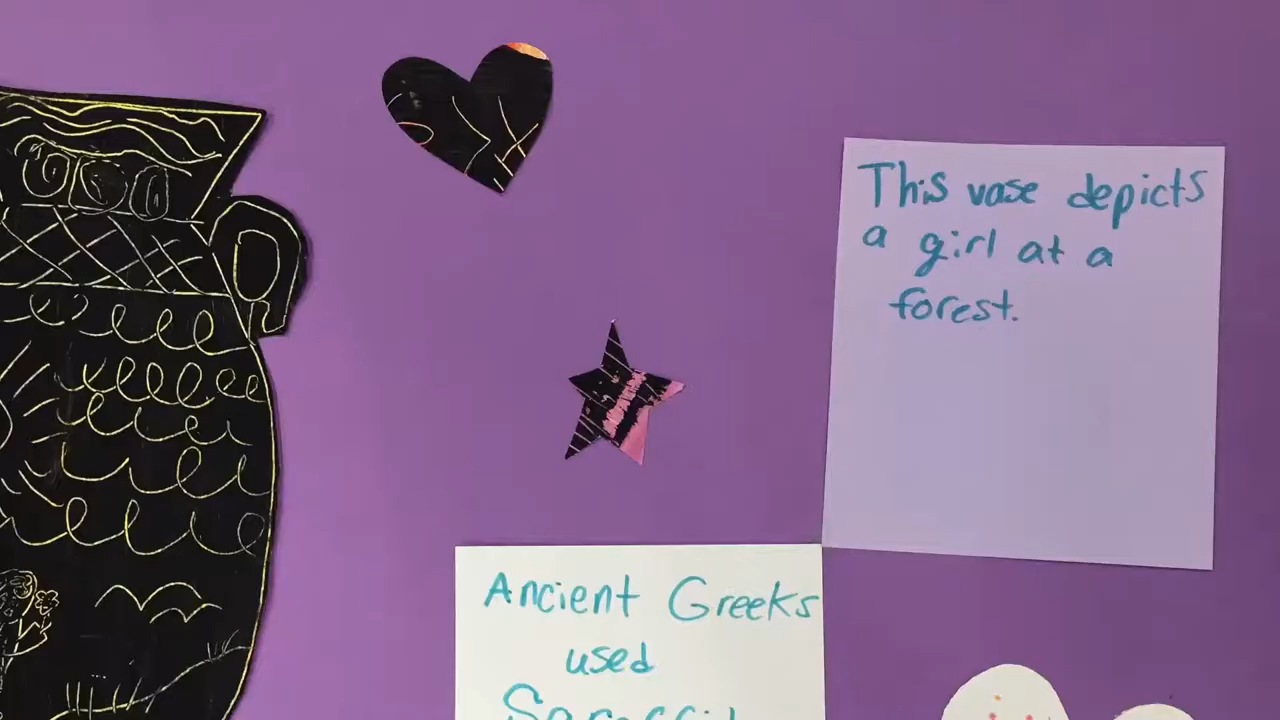 This vase depicts
a girl at a
forest.
Ancient Greeks
used